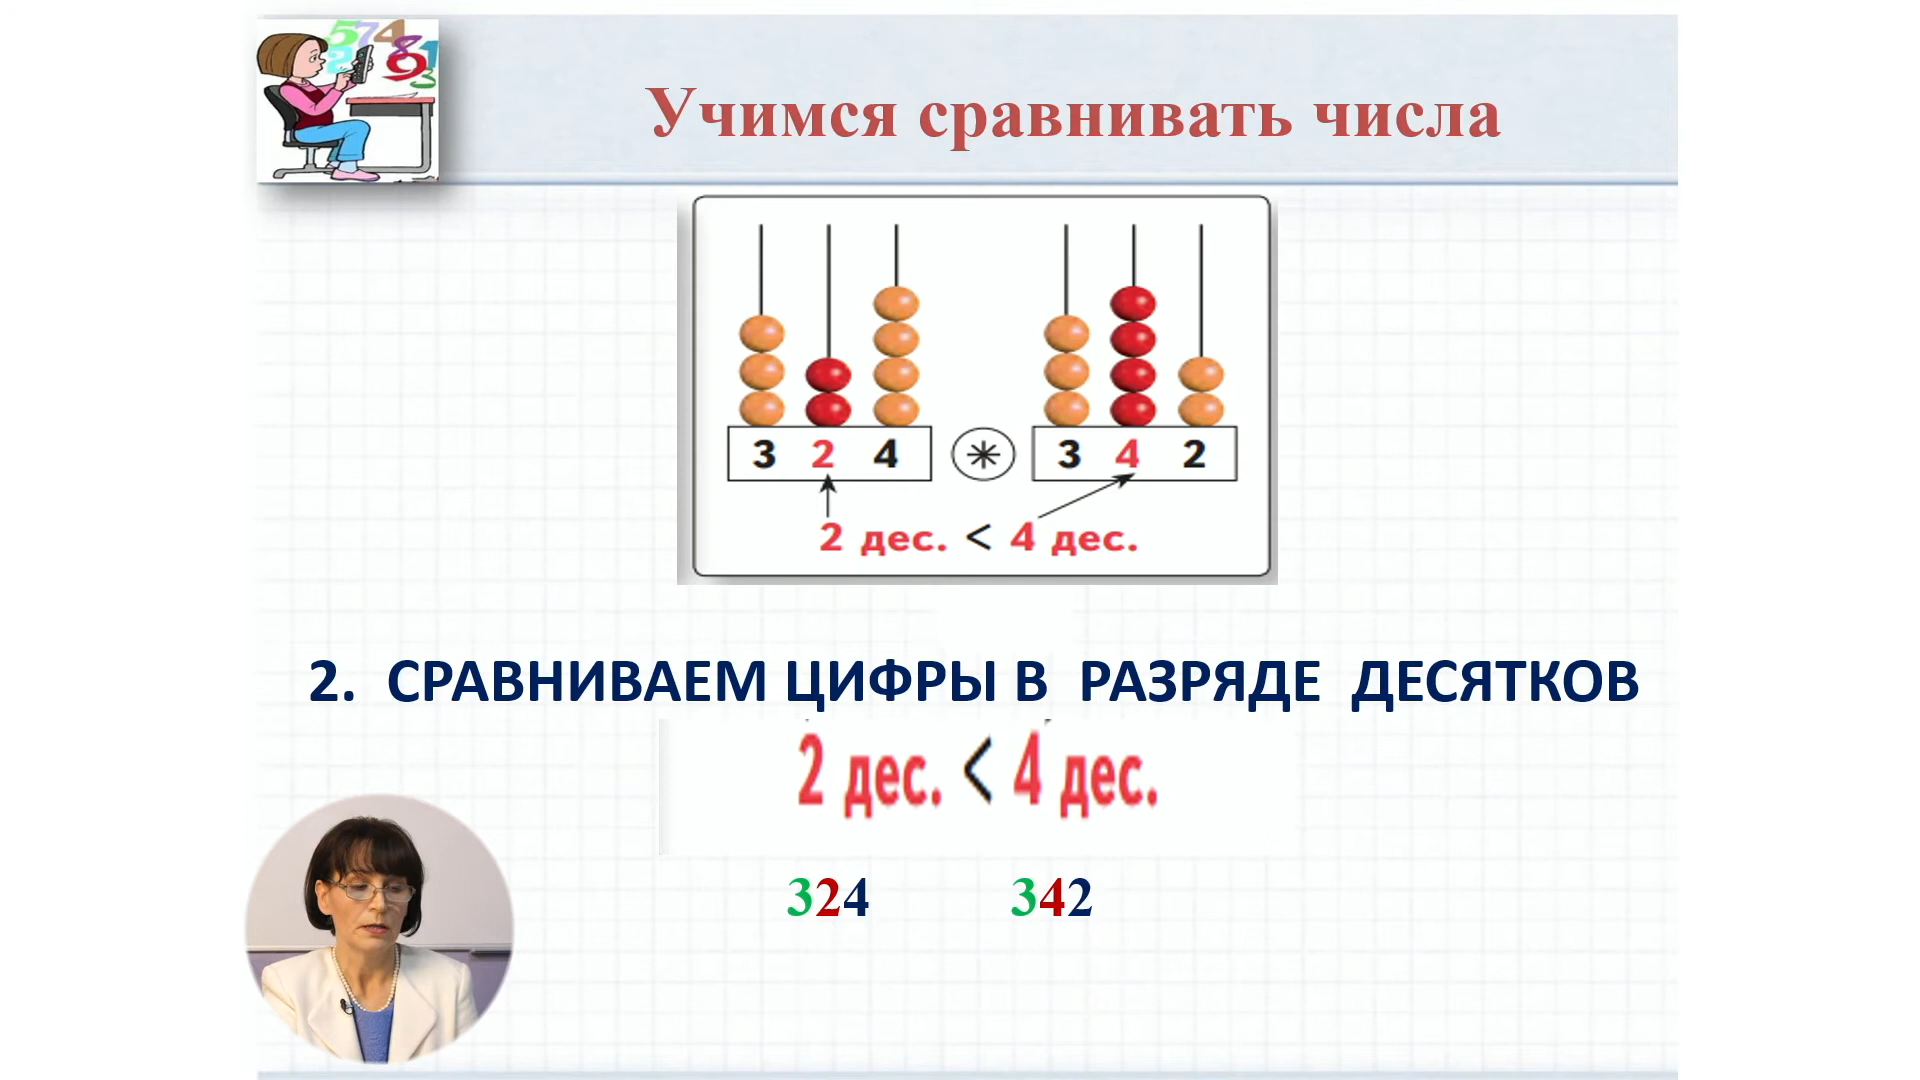 Учимся сравнивать числа
3 2 4 * 3 4 2
2 дес. < 4 дес.
2. СРАВНИВАЕМ ЦИФРЫ В РАЗРЯДЕ ДЕСЯТКОВ
2 дес. < 4 дес.
324 342